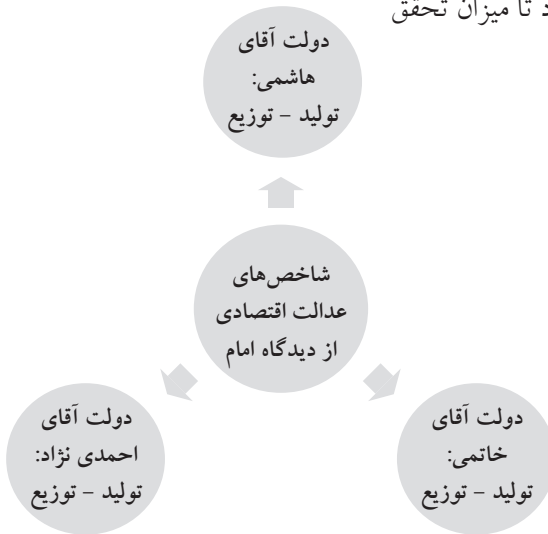 د تا میزان تحقق
دولت آقای
هاشمی:
تولید - توزیع
شاخص‌های
عدالت اقتصادی
از دیدگاه امام
دولت آقای
خاتمی:
تولید - توزیع
دولت آقای
احمدی نژاد:
تولید - توزیع